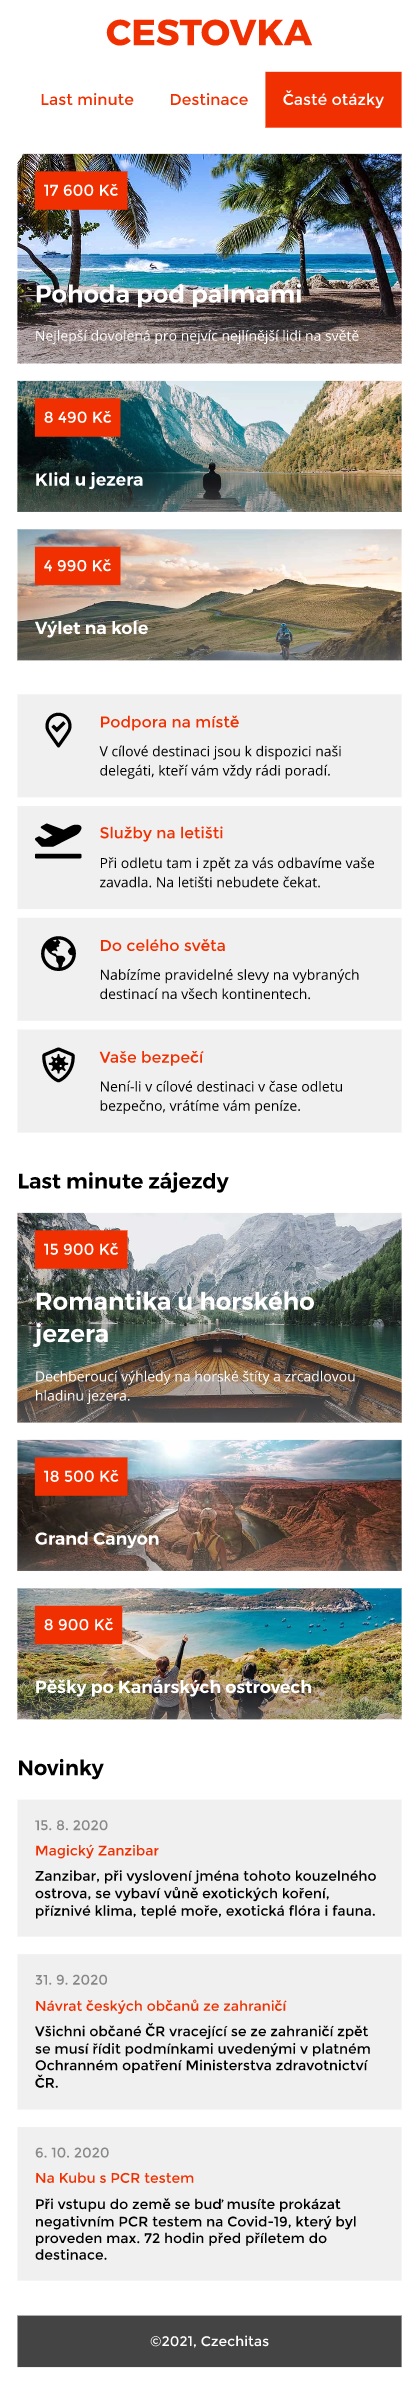 CESTOVKA
Last minute
Destinace
Časté otázky
17 600 Kč
Pohoda pod palmami
Nejlepší dovolená pro nejvíc nejlínější lidi na světě
8 490 Kč
Klid u jezera
4 990 Kč
Výlet na kole
Podpora na místě
V cílové destinaci jsou k dispozici naši
delegáti, kteří vám vždy rádi poradí.
Služby na letišti
Při odletu tam i zpět za vás odbavíme vaše
zavadla. Na letišti nebudete čekat.
Do celého světa
Nabízíme pravidelné slevy na vybraných
destinací na všech kontinentech.
Vaše bezpečí
Není-li v cílové destinaci v čase odletu
bezpečno, vrátíme vám peníze.
Last minute zájezdy
15 900 Kč
Romantika u horského
jezera
Dechberoucí výhledy na horské štíty a zrcadlovou
hladinu jezera.
18 500 Kč
Grand Canyon
8 900 Kč
Pěšky po Kanárských ostrovech
Novinky
15. 8. 2020
Magický Zanzibar
Zanzibar, při vyslovení jména tohoto kouzelného
ostrova, se vybaví vůně exotických koření,
příznivé klima, teplé moře, exotická flóra i fauna.
31. 9. 2020
Návrat českých občanů ze zahraničí
Všichni občané ČR vracející se ze zahraničí zpět
se musí řídit podmínkami uvedenými v platném
Ochranném opatření Ministerstva zdravotnictví
ČR.
6. 10. 2020
Na Kubu s PCR testem
Při vstupu do země se buď musíte prokázat
negativním PCR testem na Covid-19, který byl
proveden max. 72 hodin před příletem do
destinace.
©2021, Czechitas